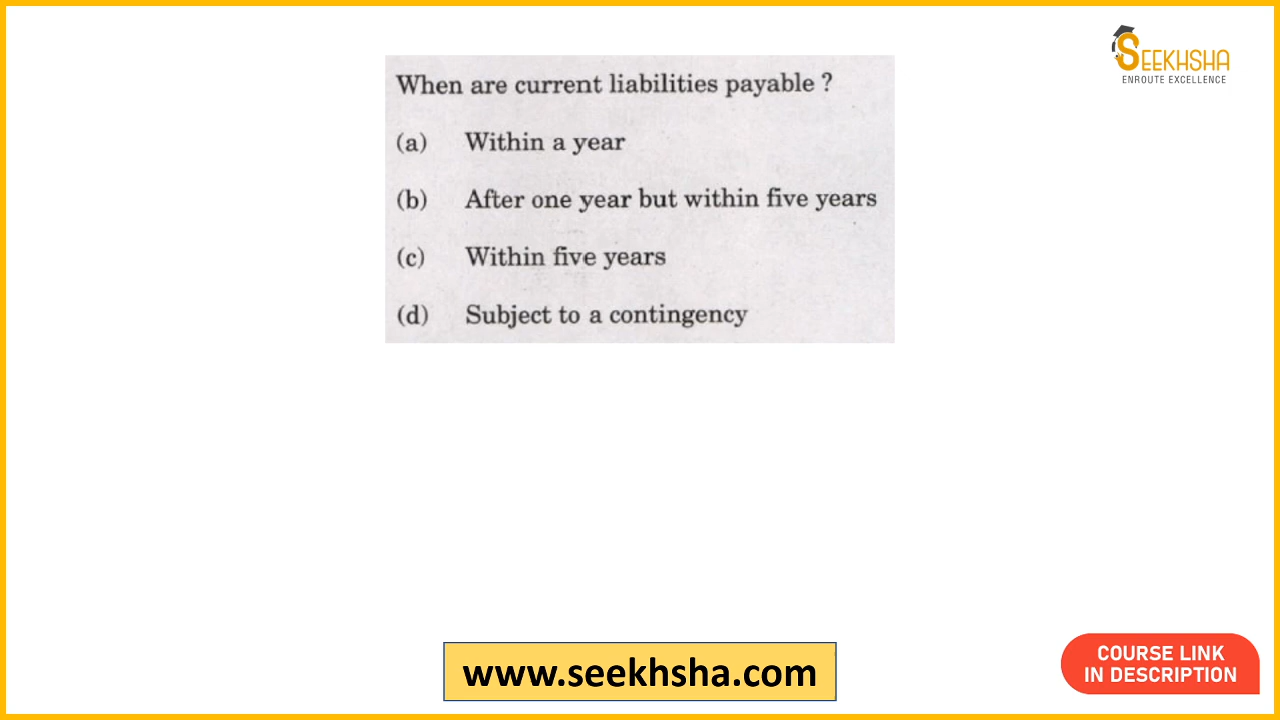 SEEKHSHA
ENROUTE EXCELLENCE
When are current liabilities payable ?
(a) Within a year
(b) After one year but within five years
(c) Within five years
(d) Subject to a contingency
www.seekhsha.com
COURSE LINK
IN DESCRIPTION